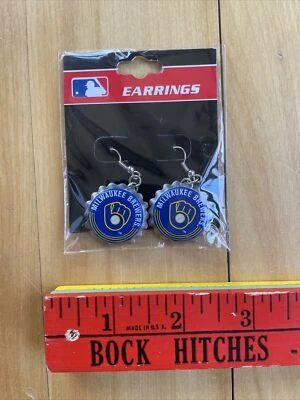 EARRINGS
MILWAUKEE BREWERS
MILWAUKEE BREWERS
1 2 3
MADE IN U.S.A.
BOCK HITCHES -